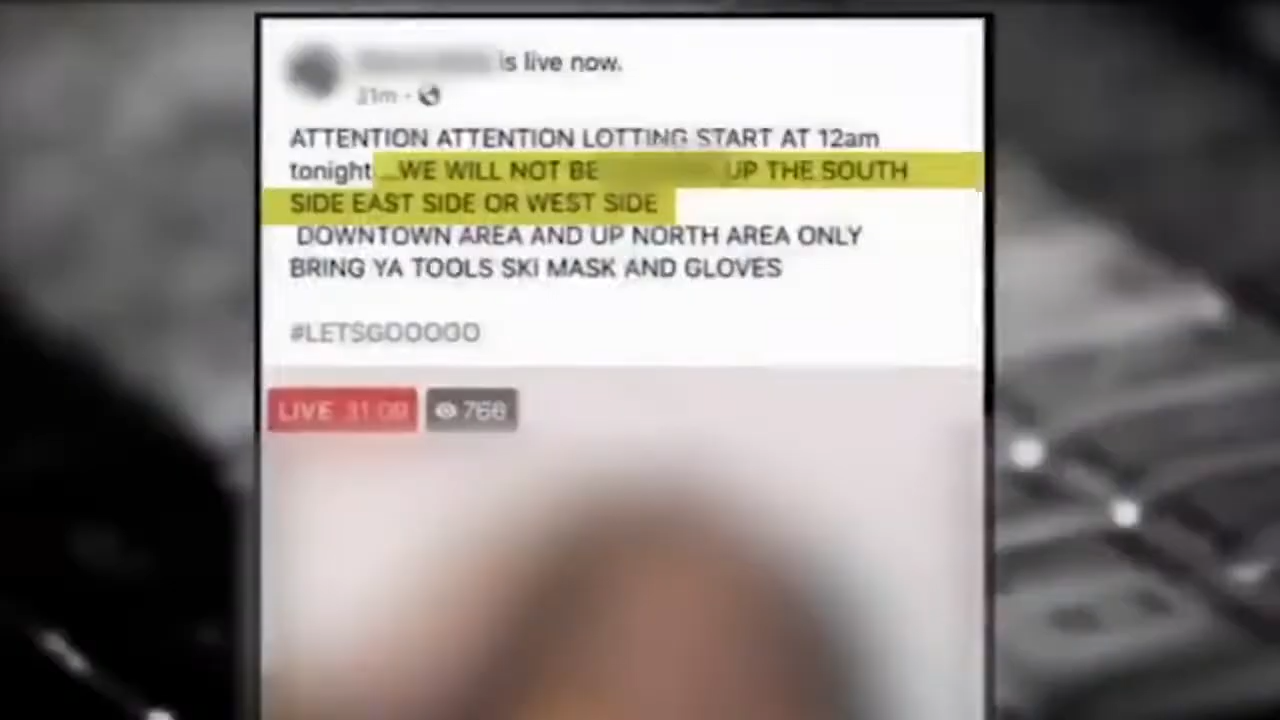 is live now.
21m ·
ATTENTION ATTENTION LOTTING START AT 12am
tonight ...WE WILL NOT BE UP THE SOUTH
SIDE EAST SIDE OR WEST SIDE
DOWNTOWN AREA AND UP NORTH AREA ONLY
BRING YA TOOLS SKI MASK AND GLOVES
#LETSGOOOOO
LIVE 31:09
766